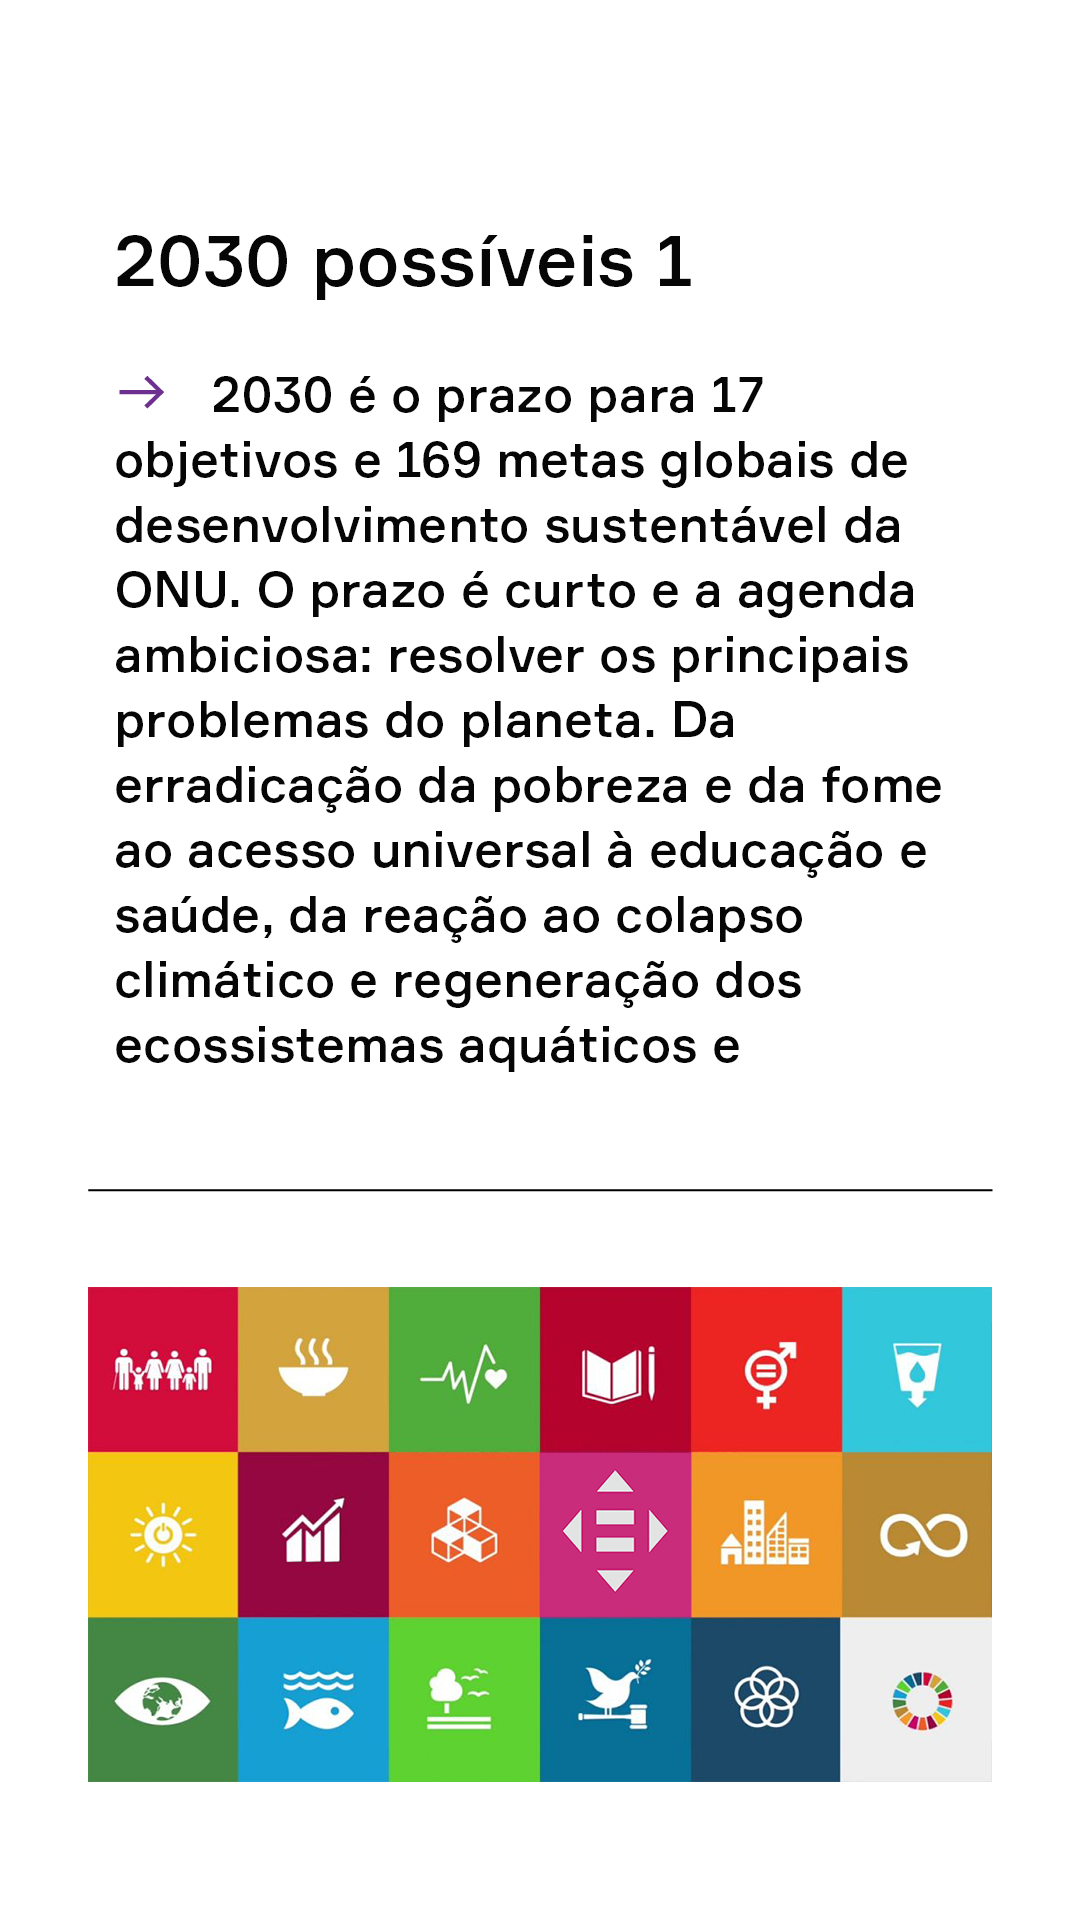 2030 possíveis 1
→ 2030 é o prazo para 17
objetivos e 169 metas globais de
desenvolvimento sustentável da
ONU. O prazo é curto e a agenda
ambiciosa: resolver os principais
problemas do planeta. Da
erradicação da pobreza e da fome
ao acesso universal à educação e
saúde, da reação ao colapso
climático e regeneração dos
ecossistemas aquáticos e